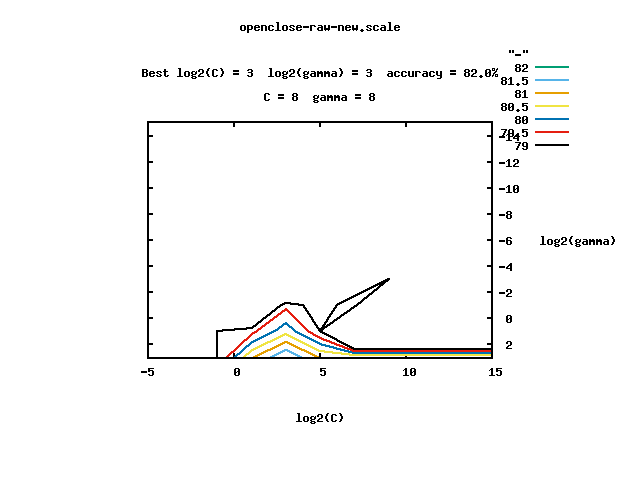 openclose-raw-new.scale
"-"
Best log2(C) = 3 log2(gamma) = 3 accuracy = 82.0%
82
81.5
C = 8 gamma = 8
81
80.5
80
79.5
79
-14
-12
-10
-8
-6
log2(gamma)
-4
-2
0
2
-5 0 5 10 15
log2(C)